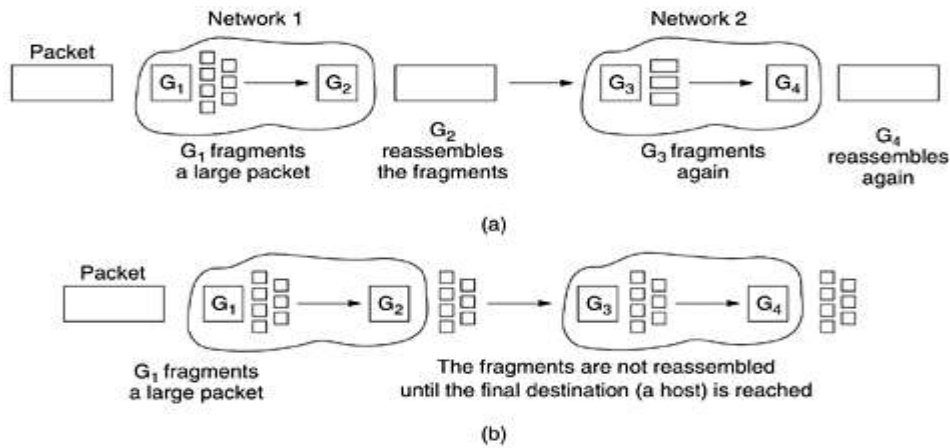 Network 1
Network 2
Packet
G₁
G₂
G₃
G₄
G₁ fragments
a large packet
G₂
reassembles
the fragments
G₃ fragments
again
G₄
reassembles
again
(a)
Packet
G₁
G₂
G₃
G₄
G₁ fragments
a large packet
The fragments are not reassembled
until the final destination (a host) is reached
(b)